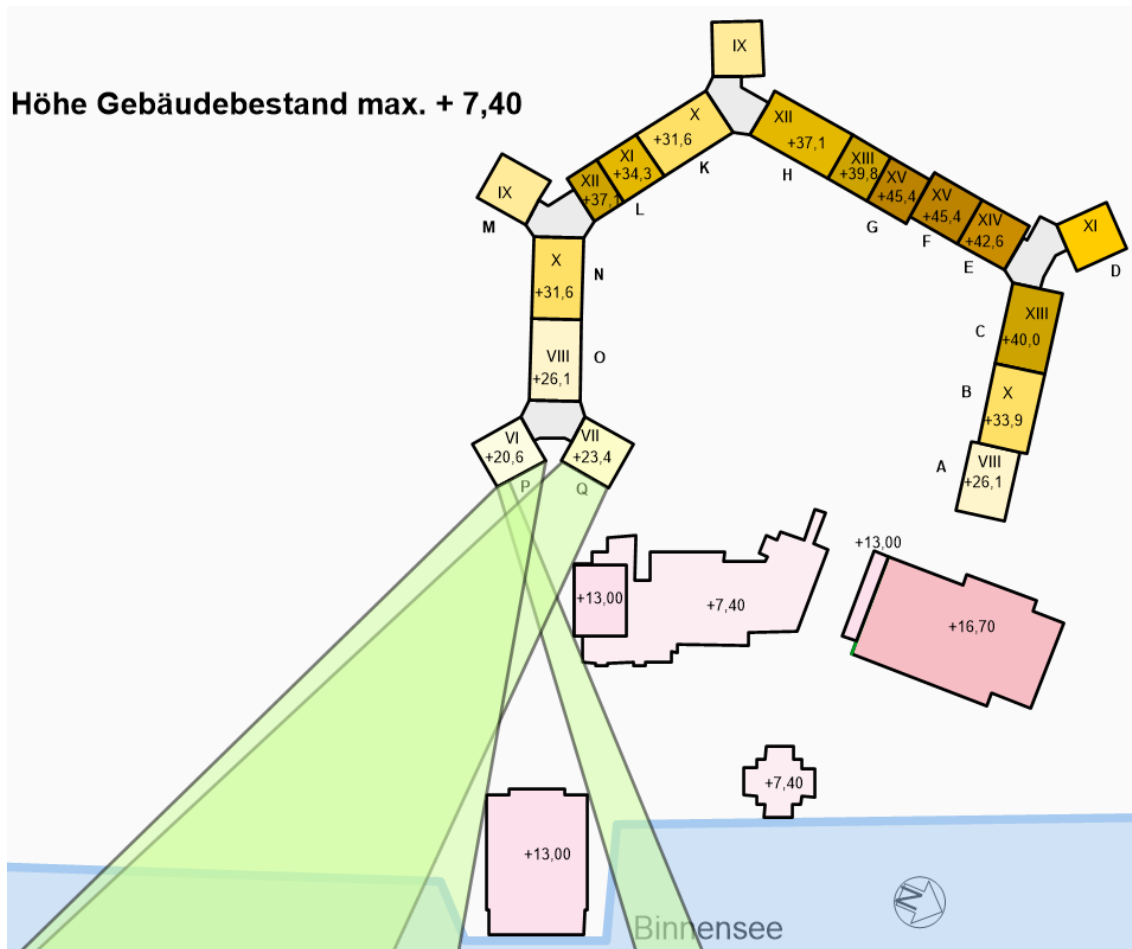 IX
Höhe Gebäudebestand max. + 7,40
X
+31,6
K
XII
+37,1
H
XI
+34,3
XIII
+39,8
XV
+45,4
G
XII
+37,1
L
IX
M
XV
+45,4
F
XIV
+42,6
E
XI
D
X
+31,6
N
XIII
+40,0
C
VIII
+26,1
O
X
+33,9
B
VI
+20,6
P
VII
+23,4
Q
VIII
+26,1
A
+13,00
+13,00
+7,40
+16,70
+7,40
+13,00
N
Binnensee